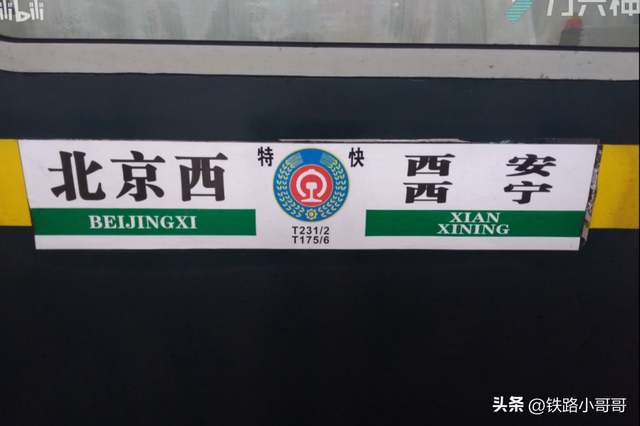 bilibili
北京西
BEIJINGXI
特 快
T231/2
T175/6
西 安
西 宁
XIAN
XINING
头条 @铁路小哥哥